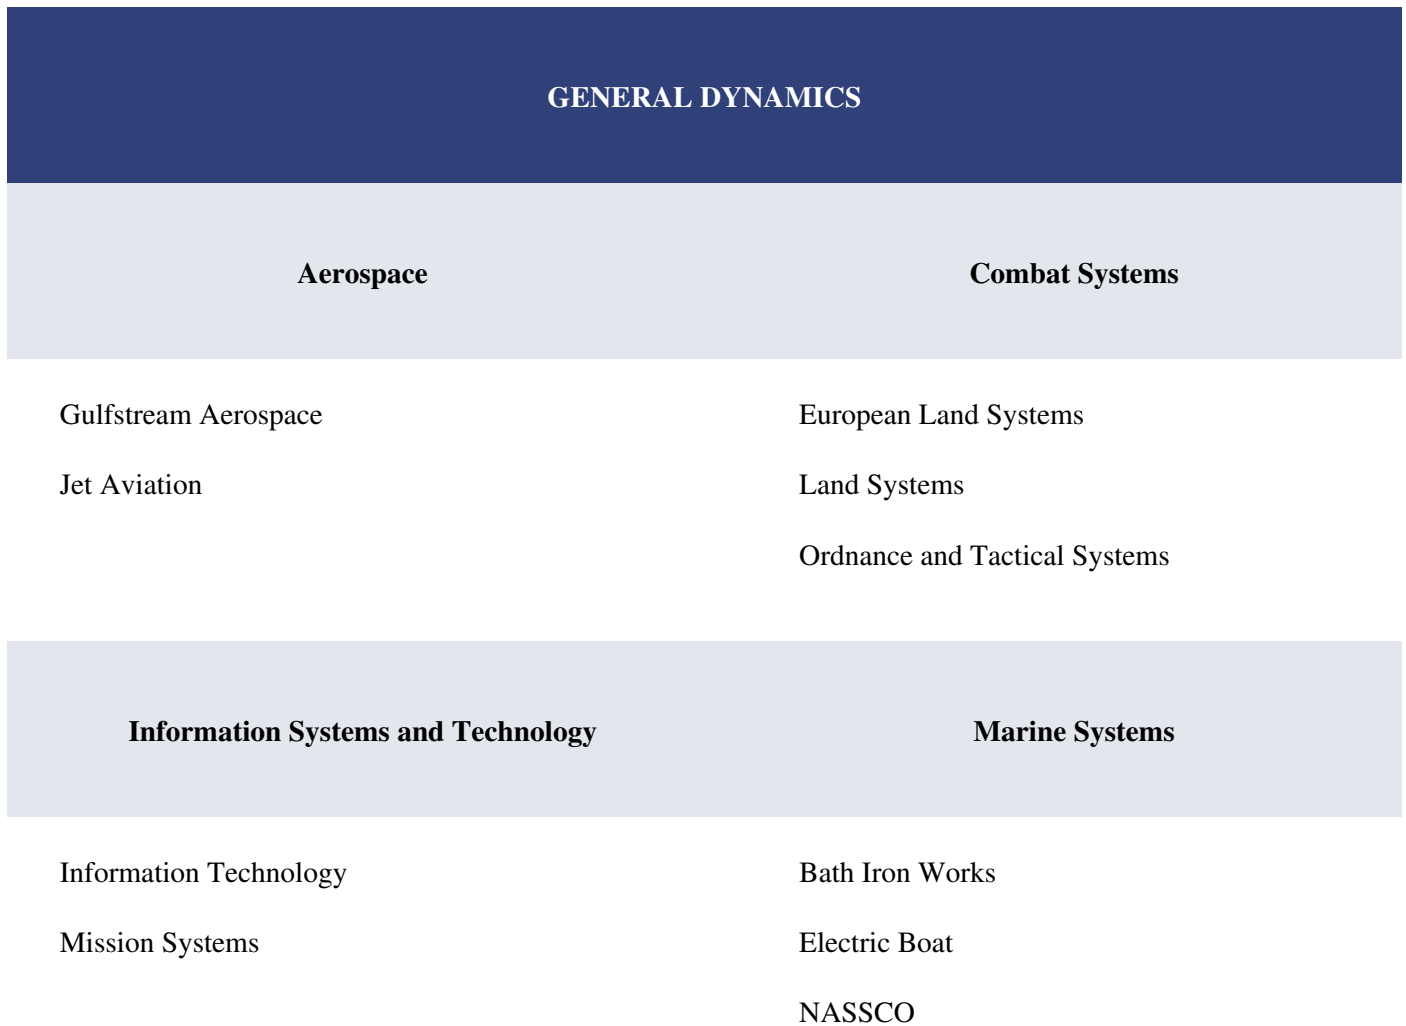 GENERAL DYNAMICS
Aerospace
Combat Systems
Gulfstream Aerospace
European Land Systems
Jet Aviation
Land Systems
Ordnance and Tactical Systems
Information Systems and Technology
Marine Systems
Information Technology
Bath Iron Works
Mission Systems
Electric Boat
NASSCO